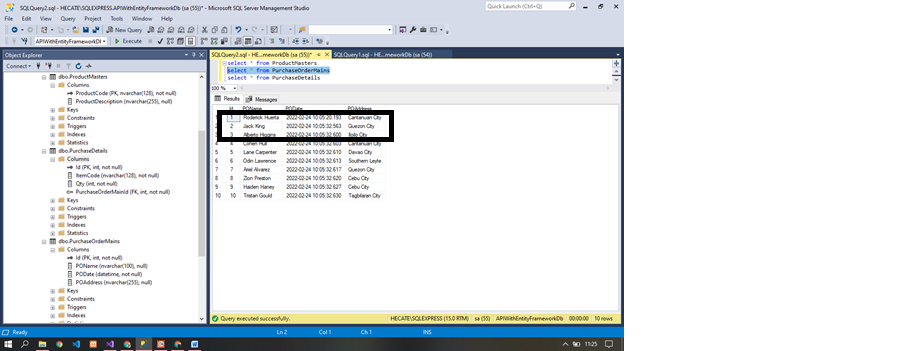 SQLQuery2.sql - HECATE\SQLEXPRESS.APIWithEntityFrameworkDb (sa (55))* - Microsoft SQL Server Management Studio
Quick Launch (Ctrl+Q)
File Edit View Query Project Tools Window Help
New Query
APIWithEntityFrameworkDl Execute
Object Explorer
Connect
dbo.ProductMasters
Columns
ProductCode (PK, nvarchar(128), not null)
ProductDescription (nvarchar(255), null)
Keys
Constraints
Triggers
Indexes
Statistics
dbo.PurchaseDetails
Columns
Id (PK, int, not null)
ItemCode (nvarchar(128), not null)
Qty (int, not null)
PurchaseOrderMainId (FK, int, not null)
Keys
Constraints
Triggers
Indexes
Statistics
dbo.PurchaseOrderMains
Columns
Id (PK, int, not null)
POName (nvarchar(100), null)
PODate (datetime, not null)
POAddress (nvarchar(255), null)
Keys
Constraints
Triggers
Indexes
SQLQuery2.sql - HE...meworkDb (sa (55))* SQLQuery1.sql - HE...meworkDb (sa (54))
select * from ProductMasters
select * from PurchaseOrderMains
select * from PurchaseDetails
100 %
Results Messages
Id POName PODate POAddress
1 1 Roderick Huerta 2022-02-24 10:05:20.193 Cantanuan City
2 Jack King 2022-02-24 10:05:32.563 Quezon City
3 Alberto Higgins 2022-02-24 10:05:32.600 Iloilo City
4 4 Cohen Hull 2022-02-24 10:05:32.603 Cantanuan City
5 5 Lane Carpenter 2022-02-24 10:05:32.610 Davao City
6 6 Odin Lawrence 2022-02-24 10:05:32.613 Southern Leyte
7 7 Ariel Alvarez 2022-02-24 10:05:32.617 Quezon City
8 8 Zion Preston 2022-02-24 10:05:32.620 Cebu City
9 9 Haiden Haney 2022-02-24 10:05:32.627 Cebu City
10 10 Tristan Gould 2022-02-24 10:05:32.630 Tagbilaran City
Query executed successfully. HECATE\SQLEXPRESS (15.0 RTM) sa (55) APIWithEntityFrameworkDb 00:00:00 10 rows
Ready Ln 2 Col 1 Ch 1 INS
11:25